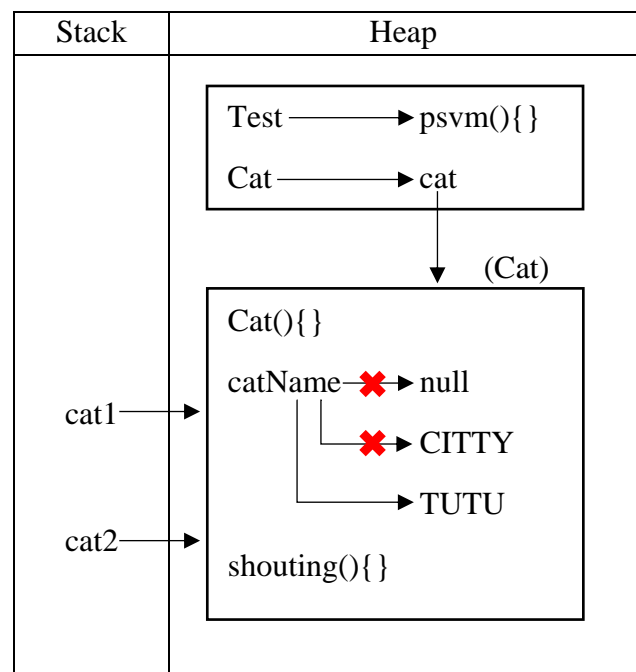 Stack Heap
Test psvm(){}
Cat cat
(Cat)
Cat(){}
catName null
cat1
CITTY
TUTU
cat2
shouting(){}